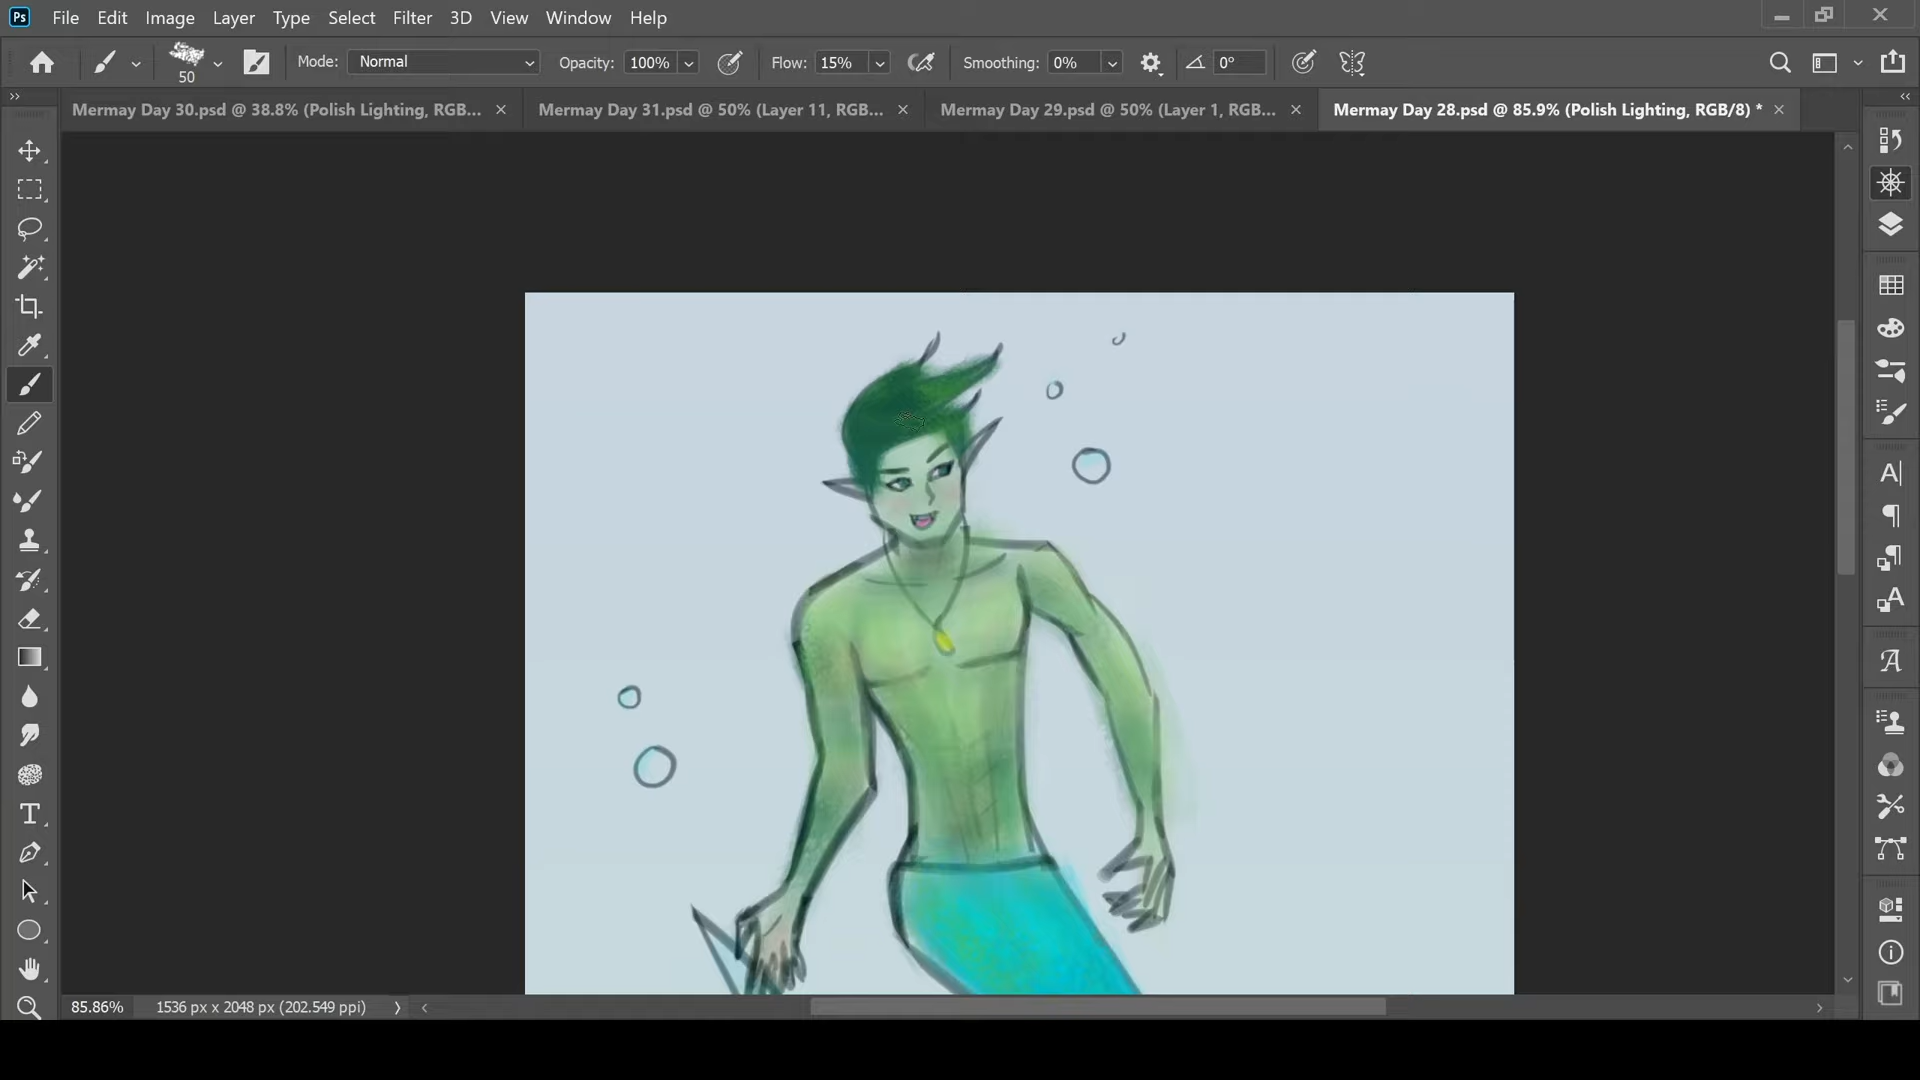 Ps File Edit Image Layer Type Select Filter 3D View Window Help
50 Mode: Normal Opacity: 100% Flow: 15% Smoothing: 0% 0°
Mermay Day 30.psd @ 38.8% (Polish Lighting, RGB... Mermay Day 31.psd @ 50% (Layer 11, RGB... Mermay Day 29.psd @ 50% (Layer 1, RGB... Mermay Day 28.psd @ 85.9% (Polish Lighting, RGB/8) *
85.86% 1536 px x 2048 px (202.549 ppi)